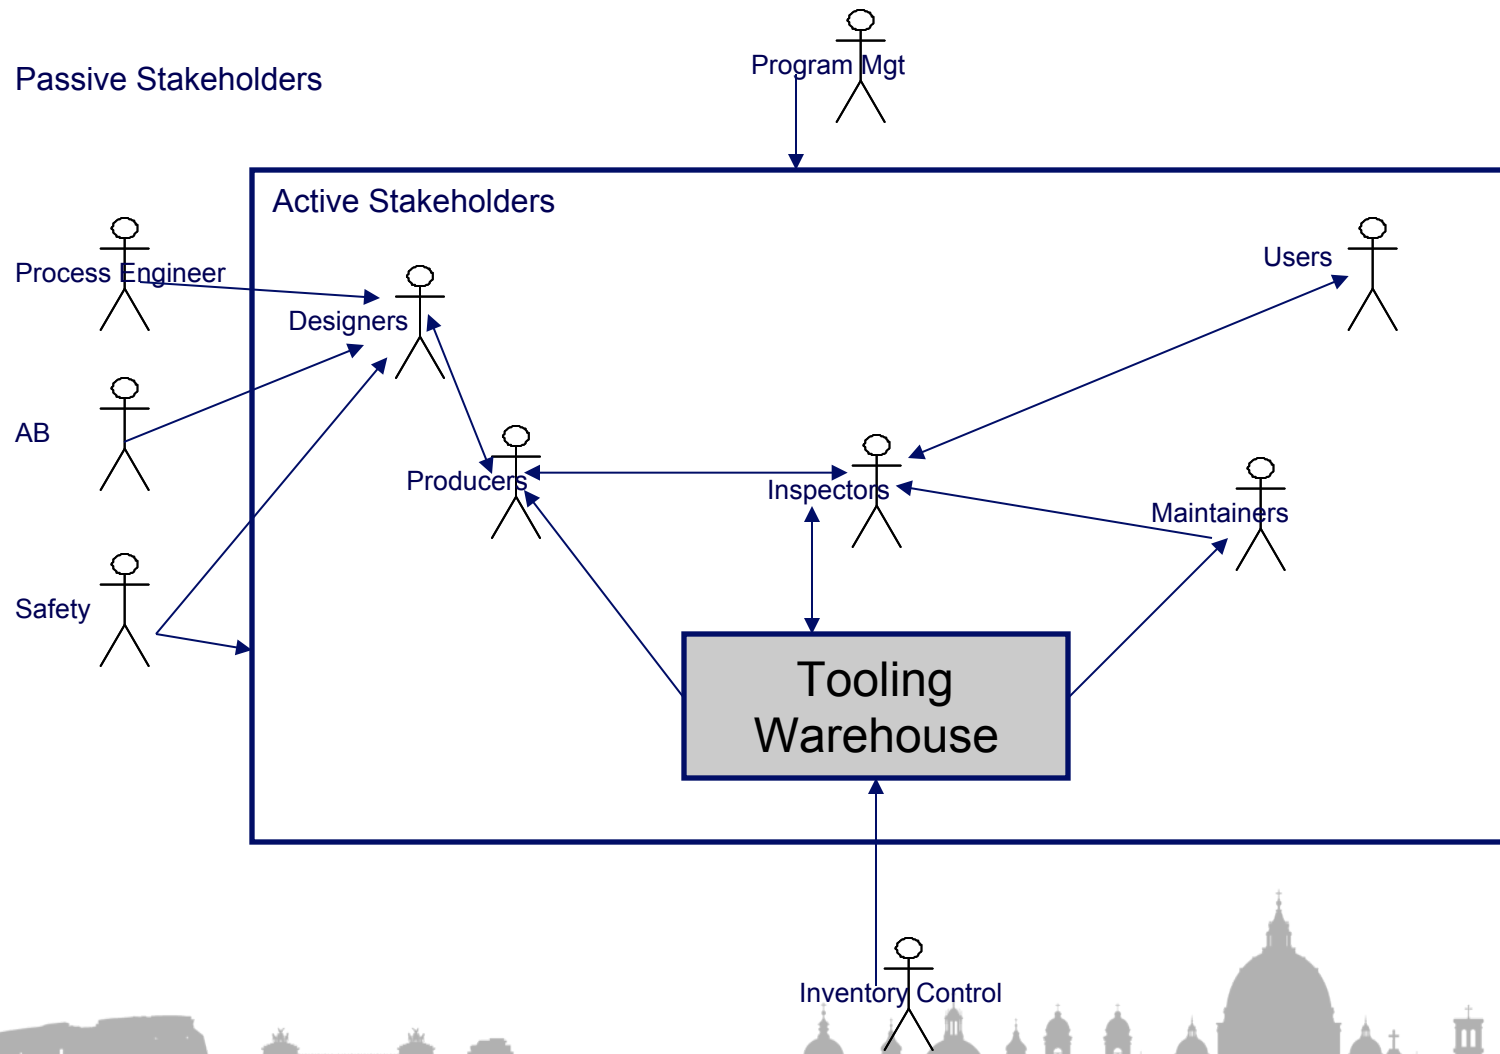 Program Mgt
Passive Stakeholders
Active Stakeholders
Users
Process Engineer
Designers
AB
Producers
Inspectors
Maintainers
Safety
Tooling
Warehouse
Inventory Control